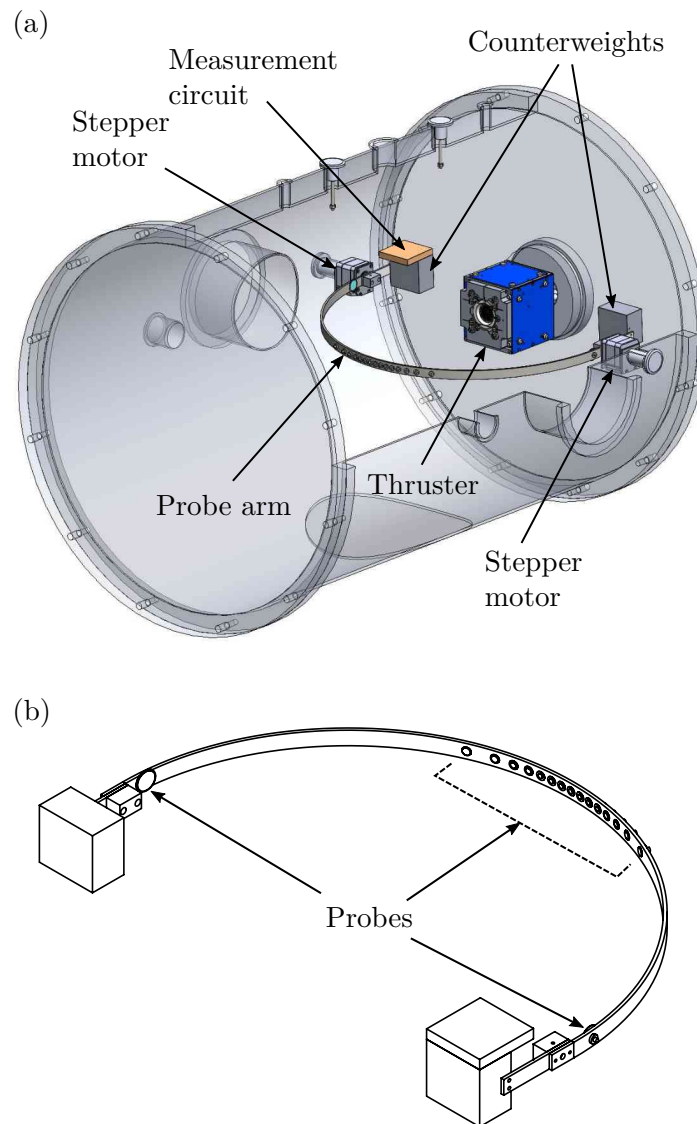 (a)
Counterweights
Measurement
circuit
Stepper
motor
Probe arm
Thruster
Stepper
motor
(b)
Probes